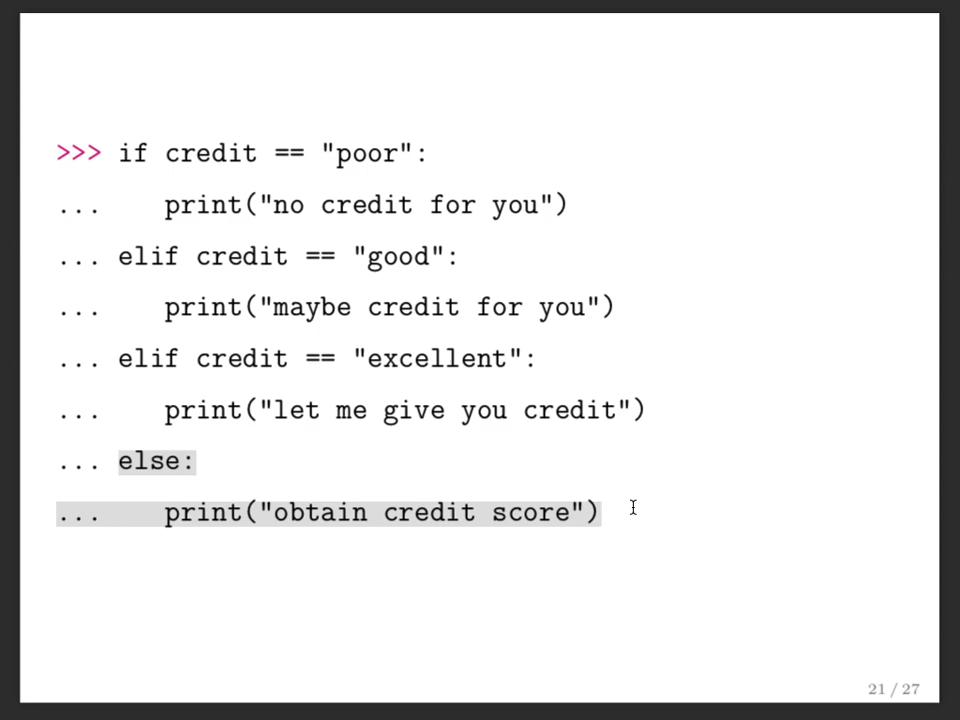 >>> if credit == "poor":
...    print("no credit for you")
... elif credit == "good":
...    print("maybe credit for you")
... elif credit == "excellent":
...    print("let me give you credit")
... else:
...    print("obtain credit score")
21 / 27